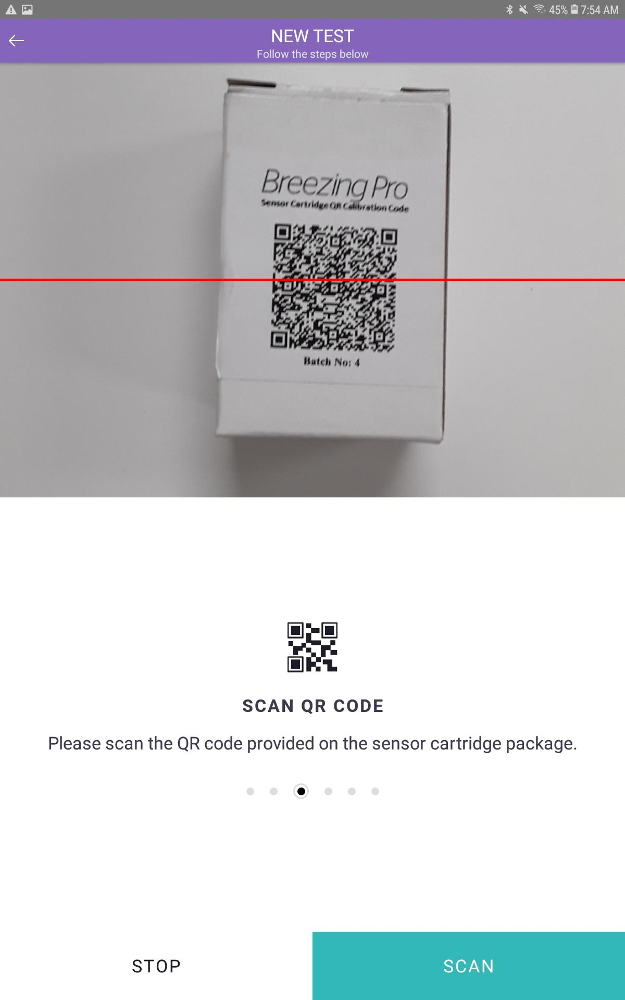 45% 7:54 AM
NEW TEST
Follow the steps below
Breezing Pro
Sensor Cartridge QR Calibration Code
Batch No: 4
SCAN QR CODE
Please scan the QR code provided on the sensor cartridge package.
STOP
SCAN